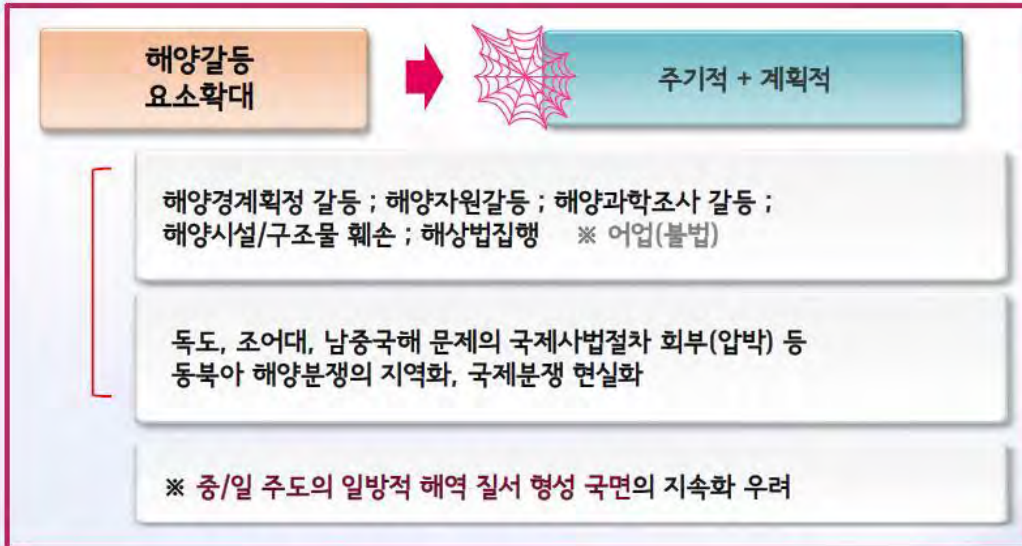 해양갈등
요소확대
주기적 + 계획적
해양경계획정 갈등 ; 해양자원갈등 ; 해양과학조사 갈등 ;
해양시설/구조물 훼손 ; 해상법집행 ※ 어업(불법)
독도, 조어대, 남중국해 문제의 국제사법절차 회부(압박) 등
동북아 해양분쟁의 지역화, 국제분쟁 현실화
※ 중/일 주도의 일방적 해역 질서 형성 국면의 지속화 우려